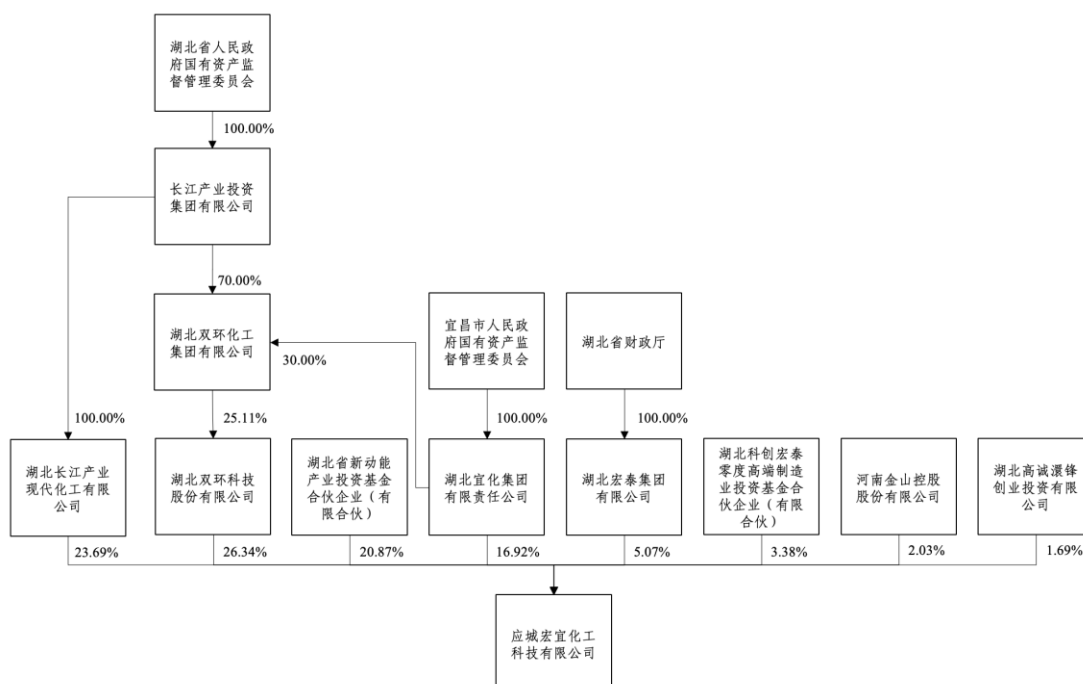 湖北省人民政
府国有资产监
督管理委员会
100.00%
长江产业投资
集团有限公司
70.00%
湖北双环化工
集团有限公司
30.00%
宜昌市人民政
府国有资产监
督管理委员会
湖北省财政厅
100.00%
25.11%
100.00%
100.00%
湖北长江产业
现代化工有限公
司
湖北双环科技
股份有限公司
湖北省新动能
产业投资基金
合伙企业（有
限合伙）
湖北宜化集团
有限责任公司
湖北宏泰集团
有限公司
湖北科创宏泰
零度高端制造
业投资基金合
伙企业（有限
合伙）
河南金山控股
股份有限公司
湖北高诚澴锋
创业投资有限公
司
23.69%
26.34%
20.87%
16.92%
5.07%
3.38%
2.03%
1.69%
应城宏宜化工
科技有限公司